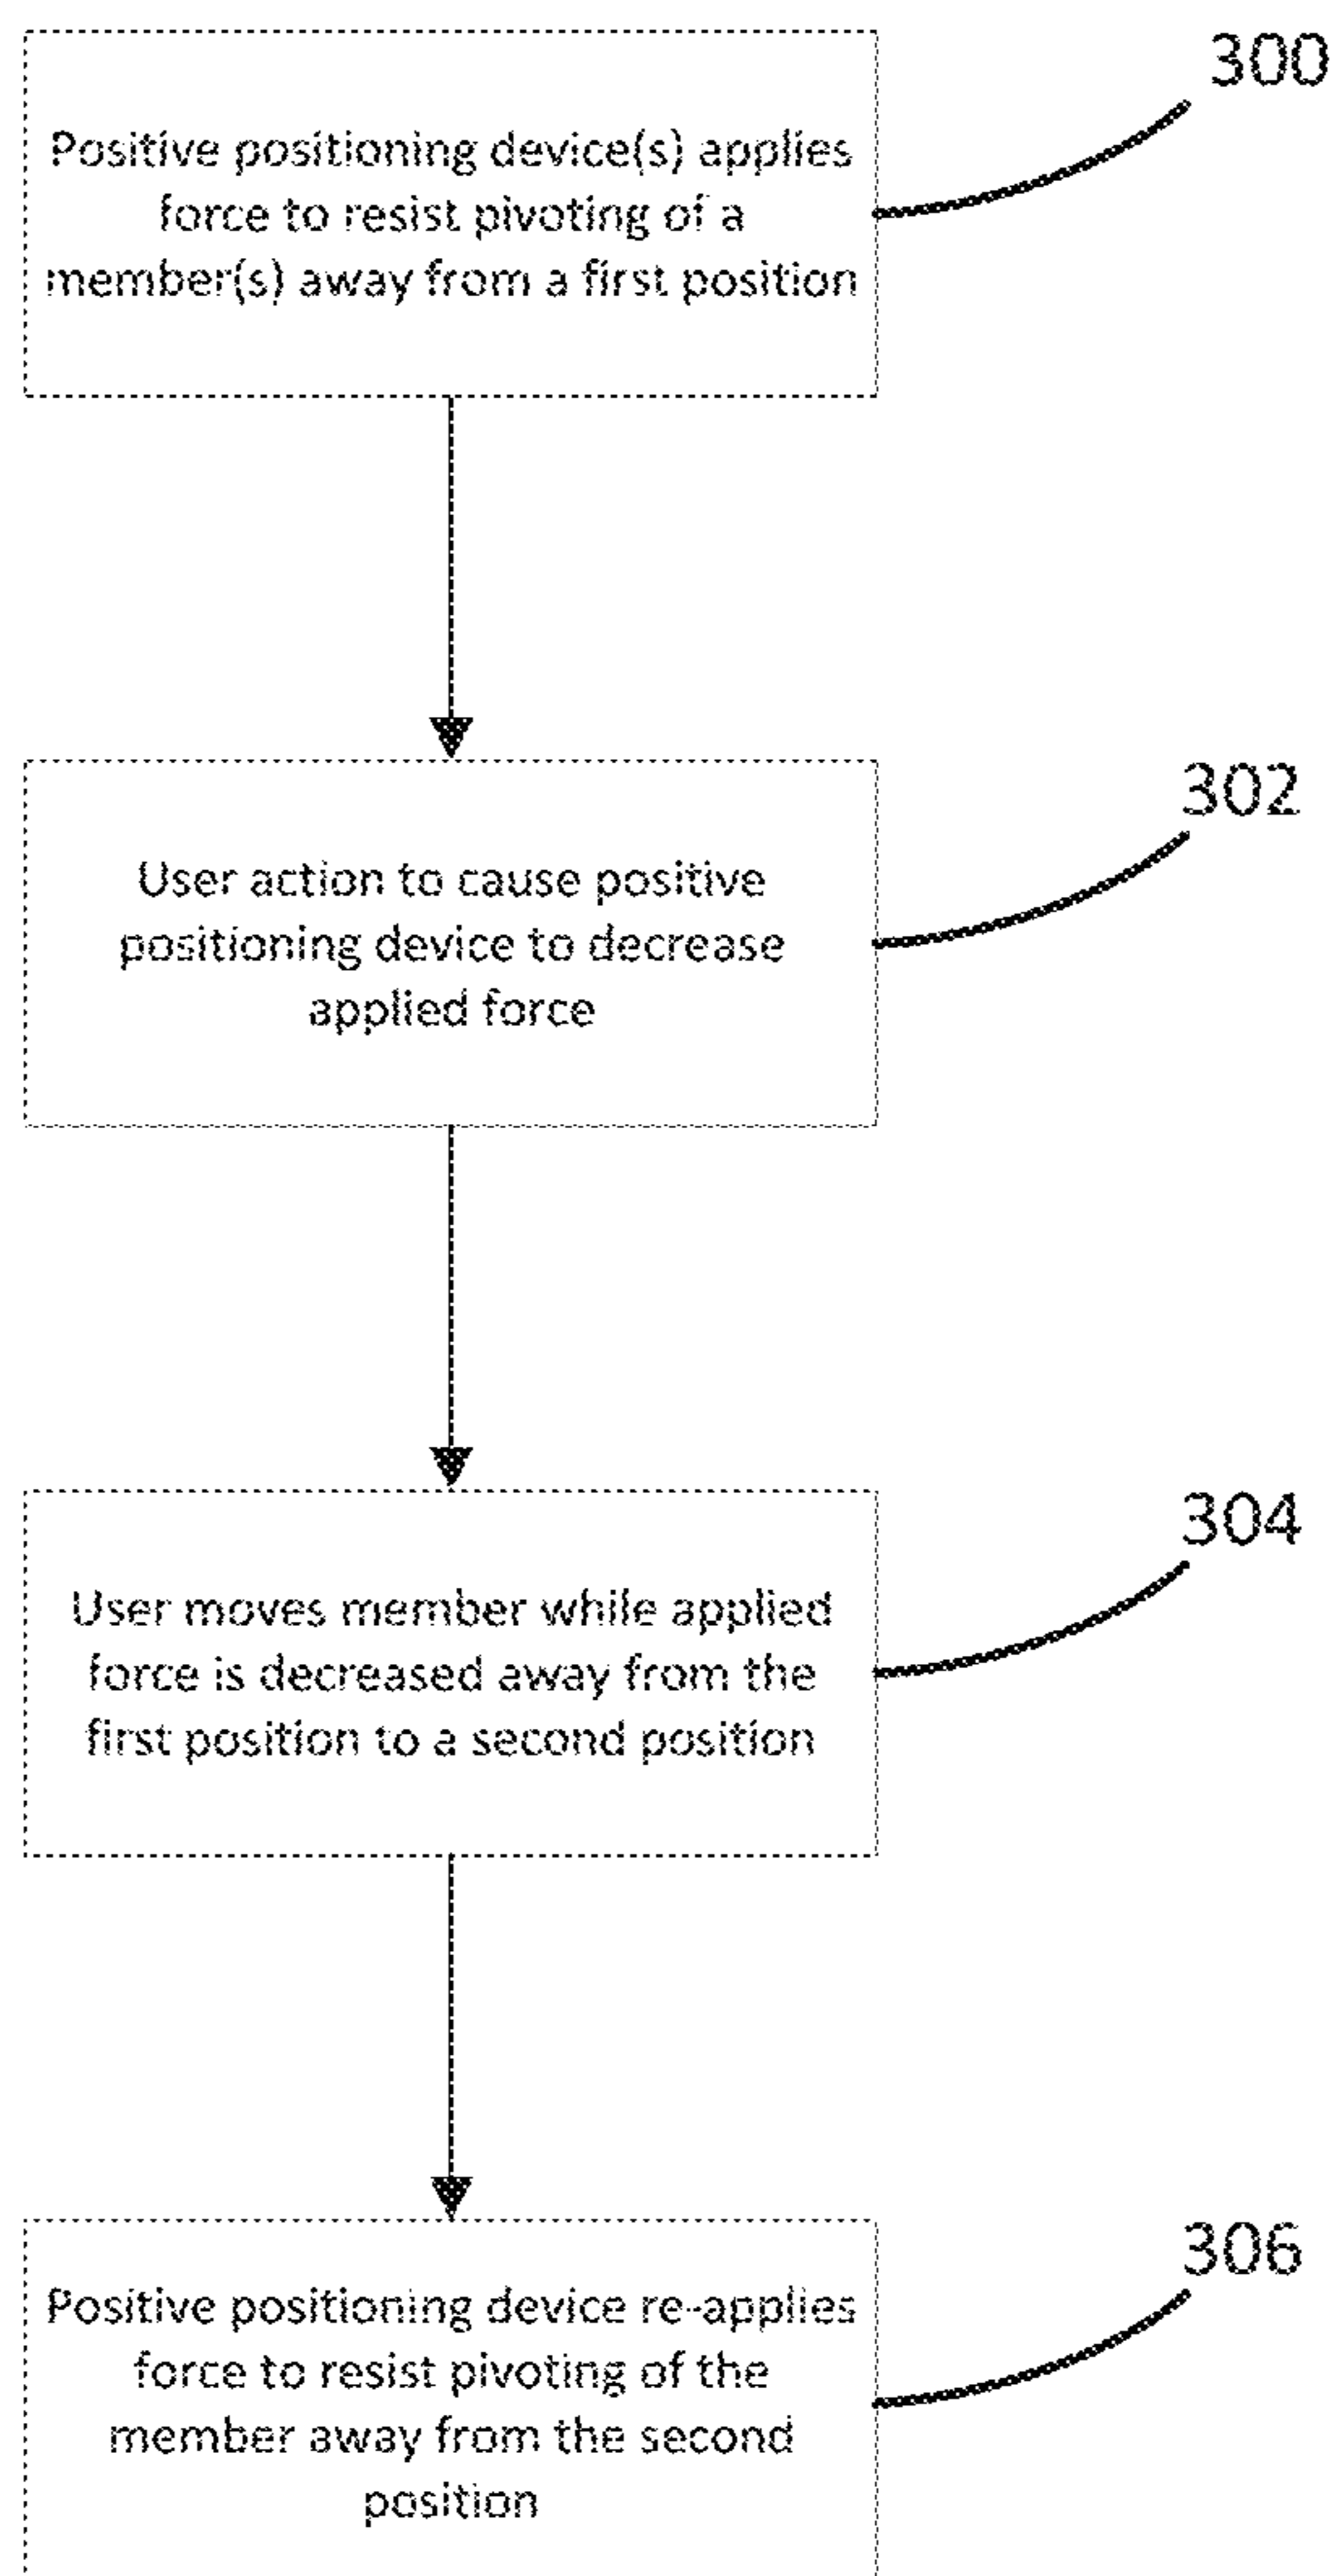 300
Positive positioning device(s) applies
force to resist pivoting of a
member(s) away from a first position
302
User action to cause positive
positioning device to decrease
applied force
304
User moves member while applied
force is decreased away from the
first position to a second position
306
Positive positioning device re-applies
force to resist pivoting of the
member away from the second
position